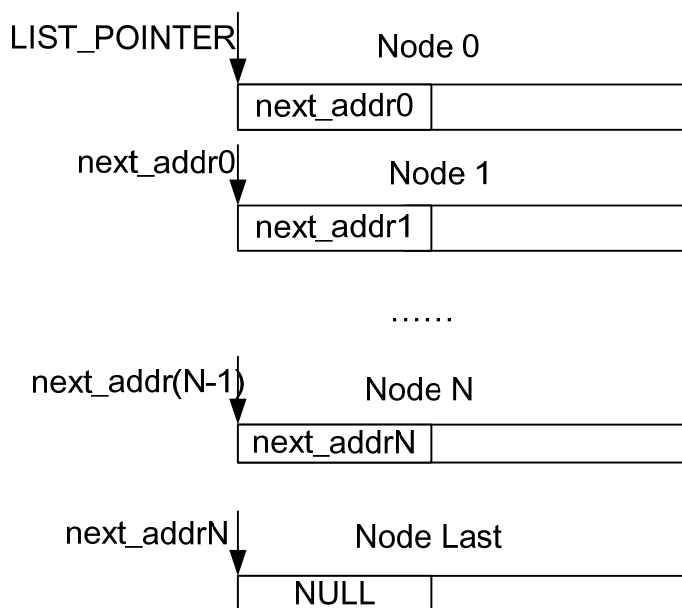 LIST_POINTER
Node 0
next_addr0
next_addr0
Node 1
next_addr1
......
next_addr(N-1)
Node N
next_addrN
next_addrN
Node Last
NULL